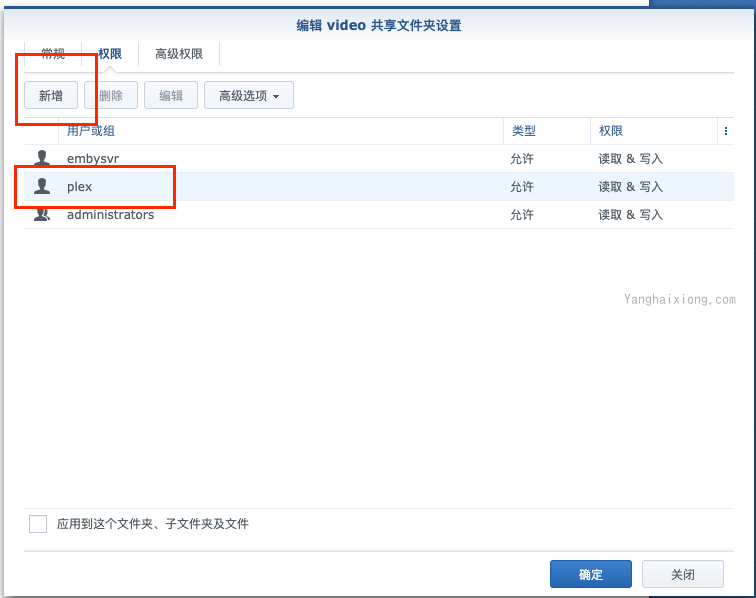 编辑 video 共享文件夹设置
常规 权限 高级权限
新增 删除 编辑 高级选项
用户或组 类型 权限
embysvr 允许 读取 & 写入
plex 允许 读取 & 写入
administrators 允许 读取 & 写入
Yanghaixiong.com
应用到这个文件夹、子文件夹及文件
确定 关闭